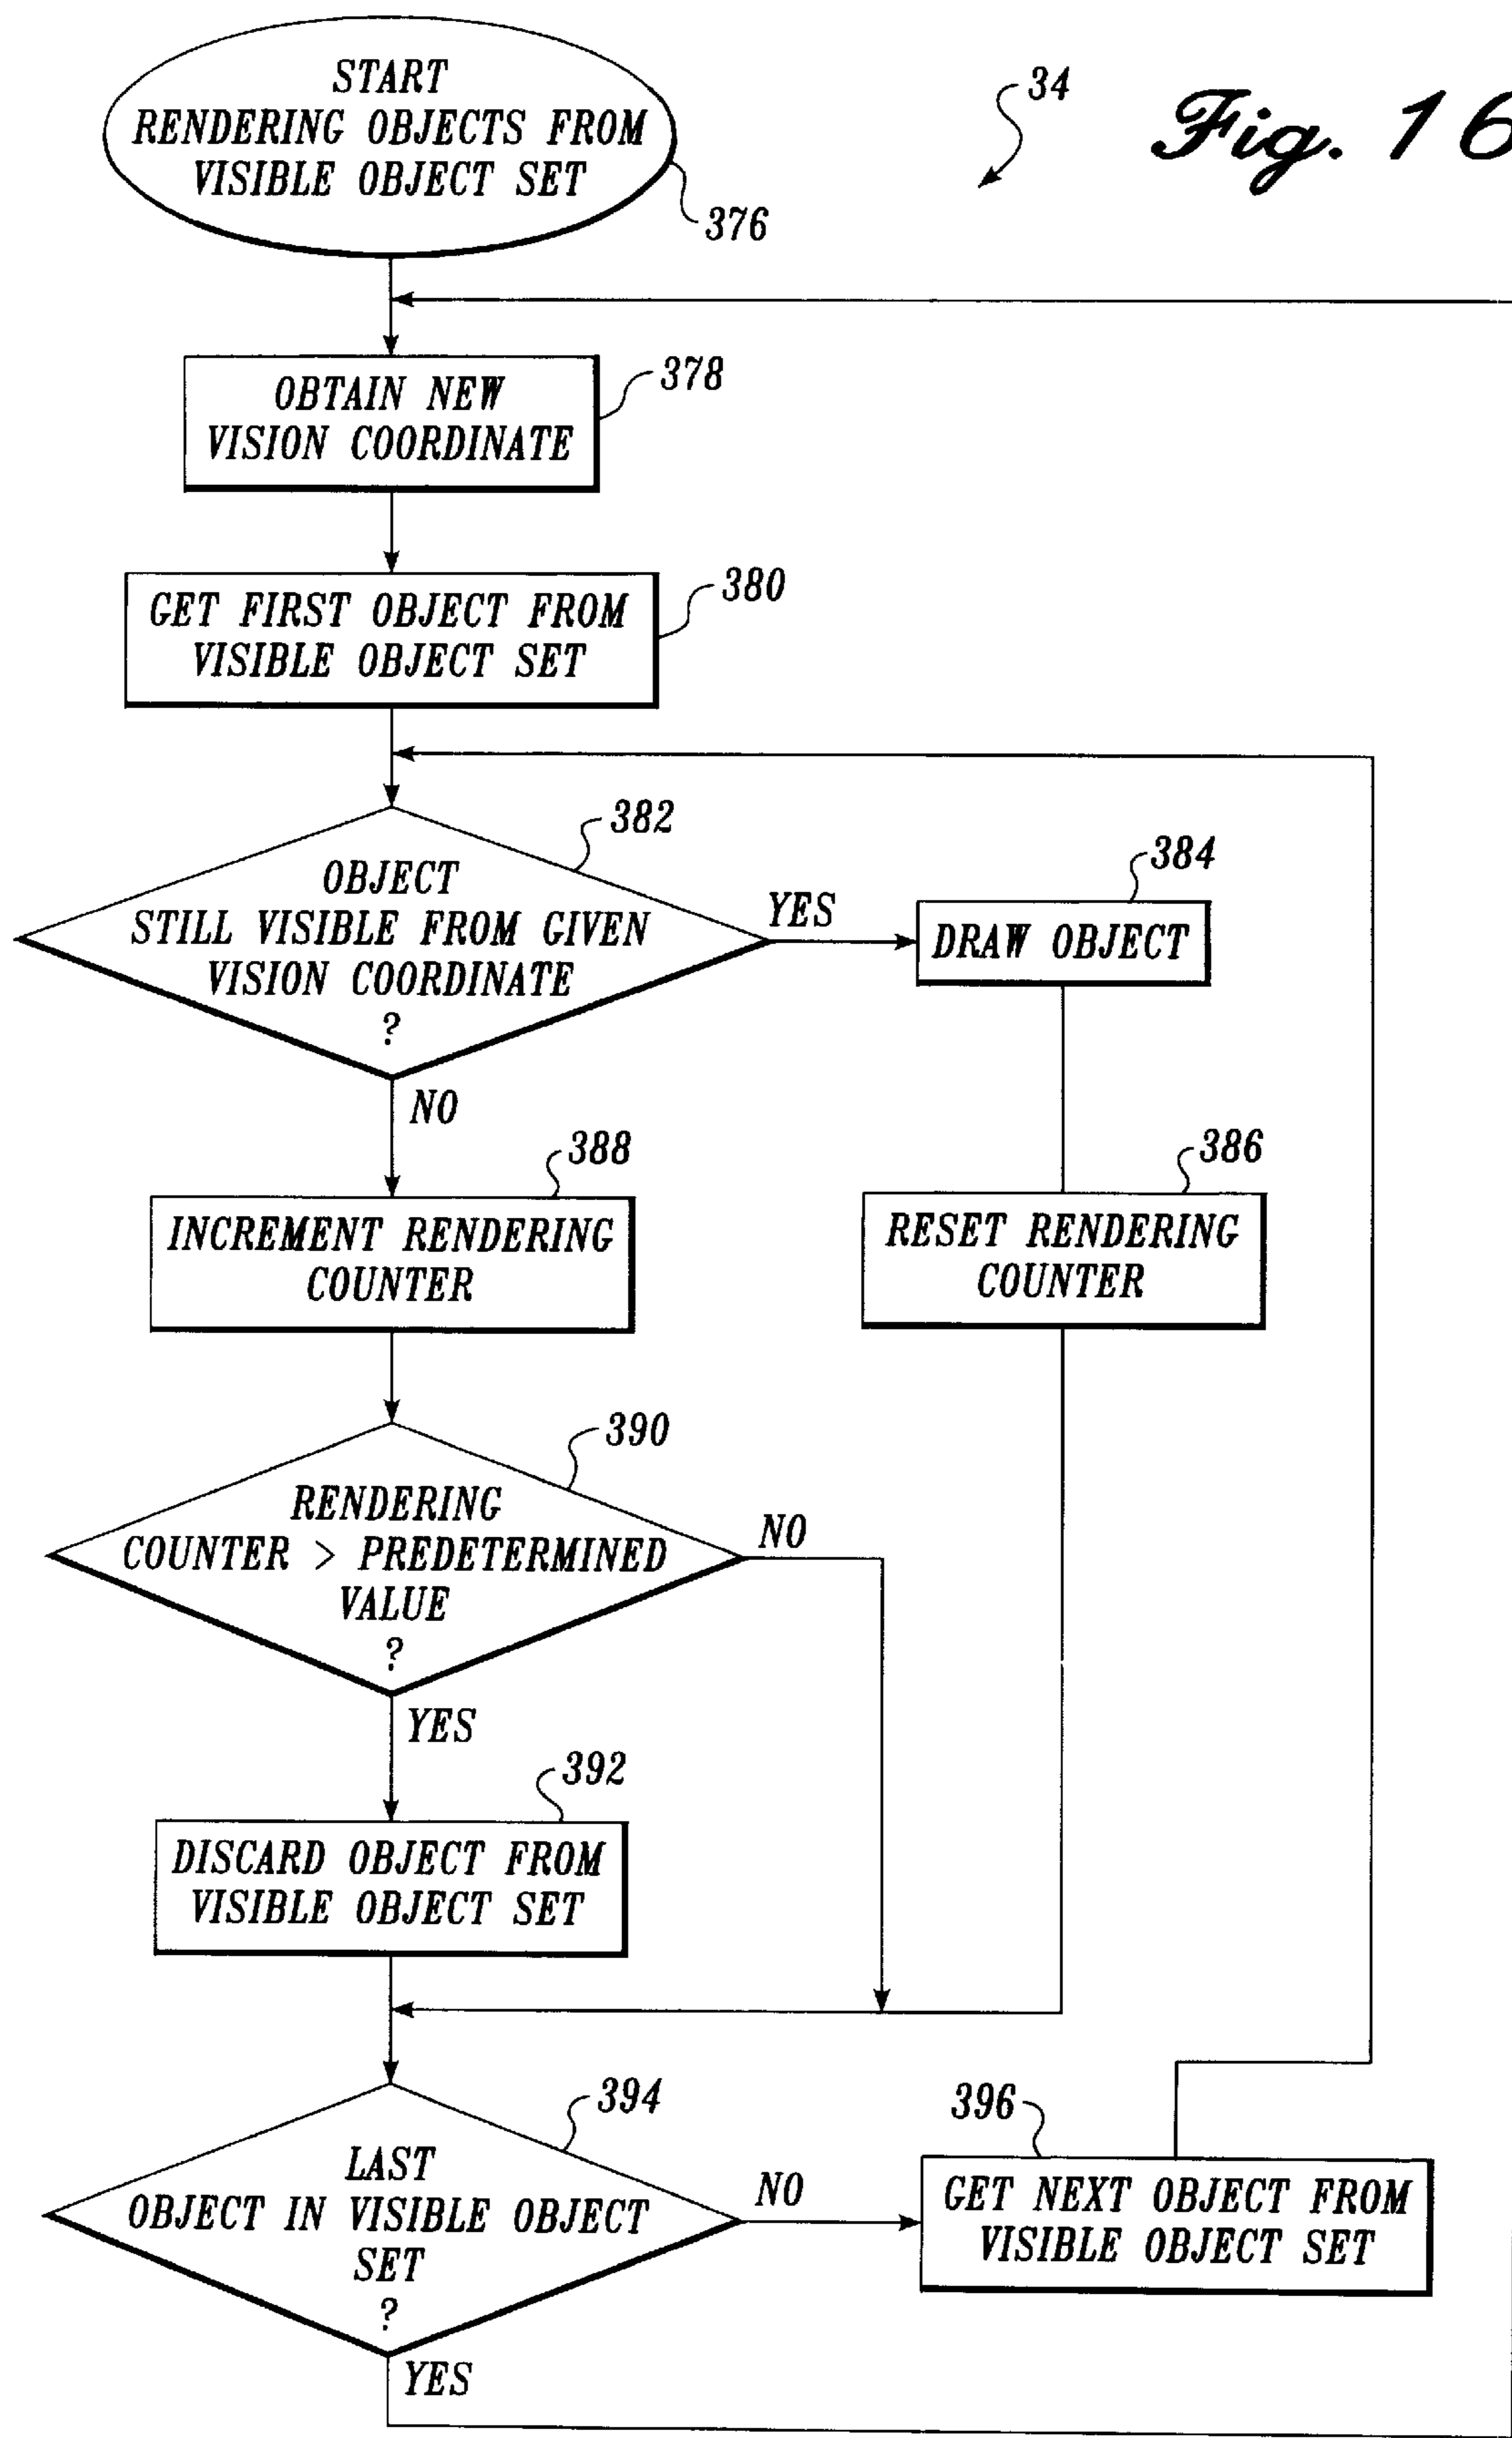 START
RENDERING OBJECTS FROM
VISIBLE OBJECT SET
376
34
Fig. 16
OBTAIN NEW
VISION COORDINATE
378
GET FIRST OBJECT FROM
VISIBLE OBJECT SET
380
382
OBJECT
STILL VISIBLE FROM GIVEN
VISION COORDINATE
?
YES
384
DRAW OBJECT
NO
388
INCREMENT RENDERING
COUNTER
386
RESET RENDERING
COUNTER
390
RENDERING
COUNTER > PREDETERMINED
VALUE
?
NO
YES
392
DISCARD OBJECT FROM
VISIBLE OBJECT SET
394
LAST
OBJECT IN VISIBLE OBJECT
SET
?
NO
396
GET NEXT OBJECT FROM
VISIBLE OBJECT SET
YES